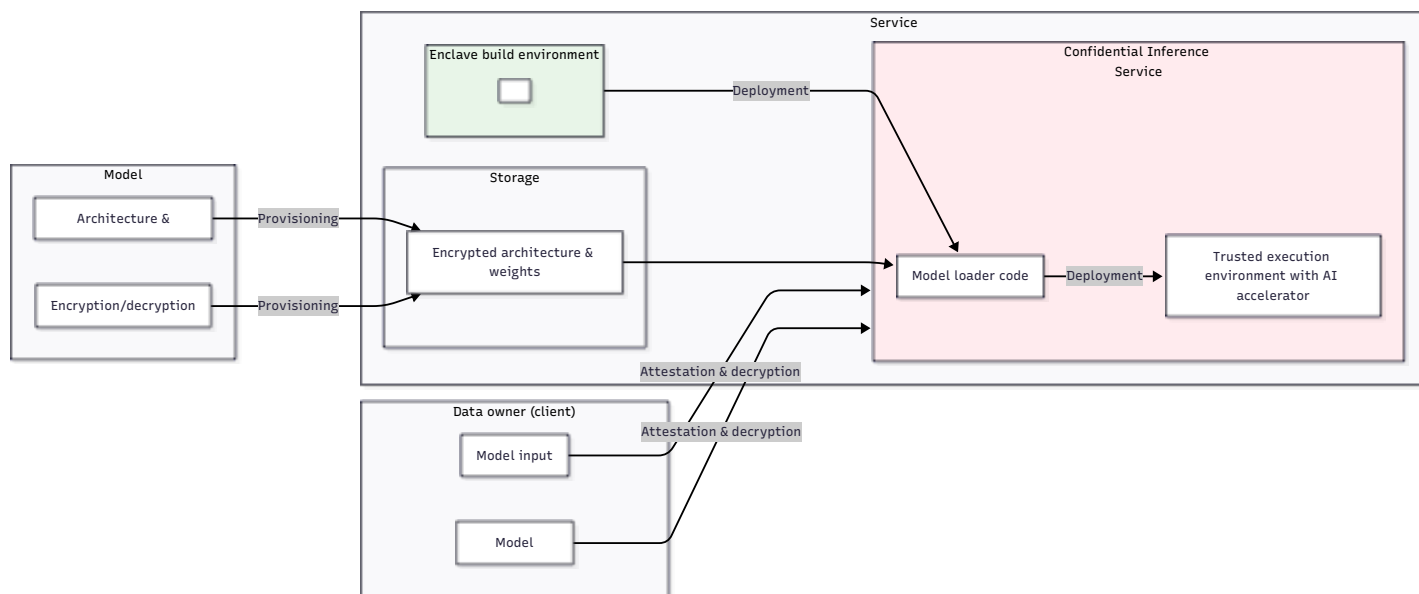 Service
Enclave build environment
Confidential Inference
Service
Deployment
Model
Architecture &
Provisioning
Encryption/decryption
Provisioning
Storage
Encrypted architecture &
weights
Model loader code
Deployment
Trusted execution
environment with AI
accelerator
Attestation & decryption
Data owner (client)
Attestation & decryption
Model input
Model